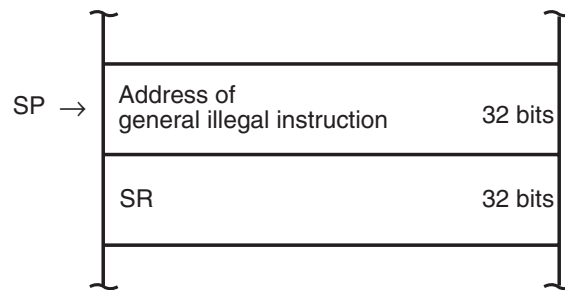 SP →
Address of
general illegal instruction 32 bits
SR 32 bits